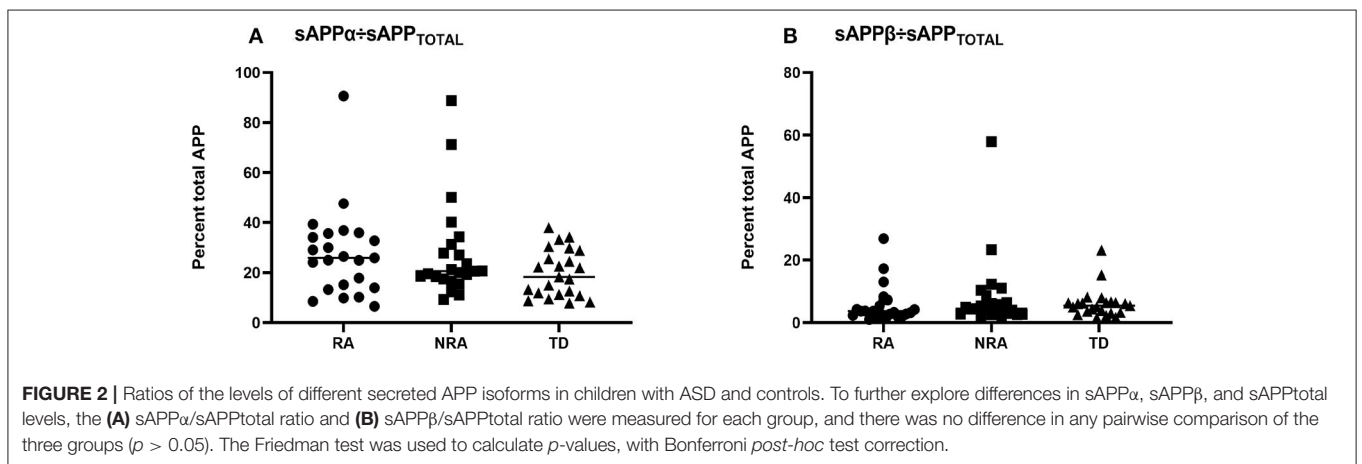 A sAPPα÷sAPPTOTAL
Percent total APP
100
80
60
40
20
0
RA NRA TD
B sAPPβ÷sAPPTOTAL
Percent total APP
80
60
40
20
0
RA NRA TD
FIGURE 2 | Ratios of the levels of different secreted APP isoforms in children with ASD and controls. To further explore differences in sAPPα, sAPPβ, and sAPPtotal
levels, the (A) sAPPα/sAPPtotal ratio and (B) sAPPβ/sAPPtotal ratio were measured for each group, and there was no difference in any pairwise comparison of the
three groups (p > 0.05). The Friedman test was used to calculate p-values, with Bonferroni post-hoc test correction.